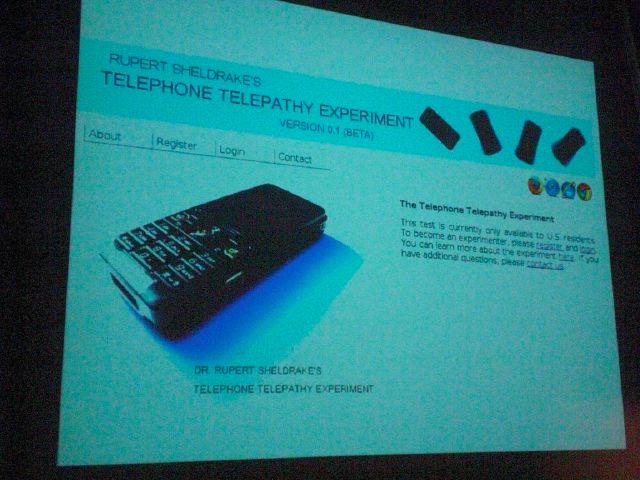 RUPERT SHELDRAKE'S
TELEPHONE TELEPATHY EXPERIMENT
VERSION 0.1 (BETA)
About
Register
Login
Contact
The Telephone Telepathy Experiment
This test is currently only available to U.S. residents.
To become an experimenter, please register and login.
You can learn more about the experiment here. If you
have additional questions, please contact us.
DR. RUPERT SHELDRAKE'S
TELEPHONE TELEPATHY EXPERIMENT